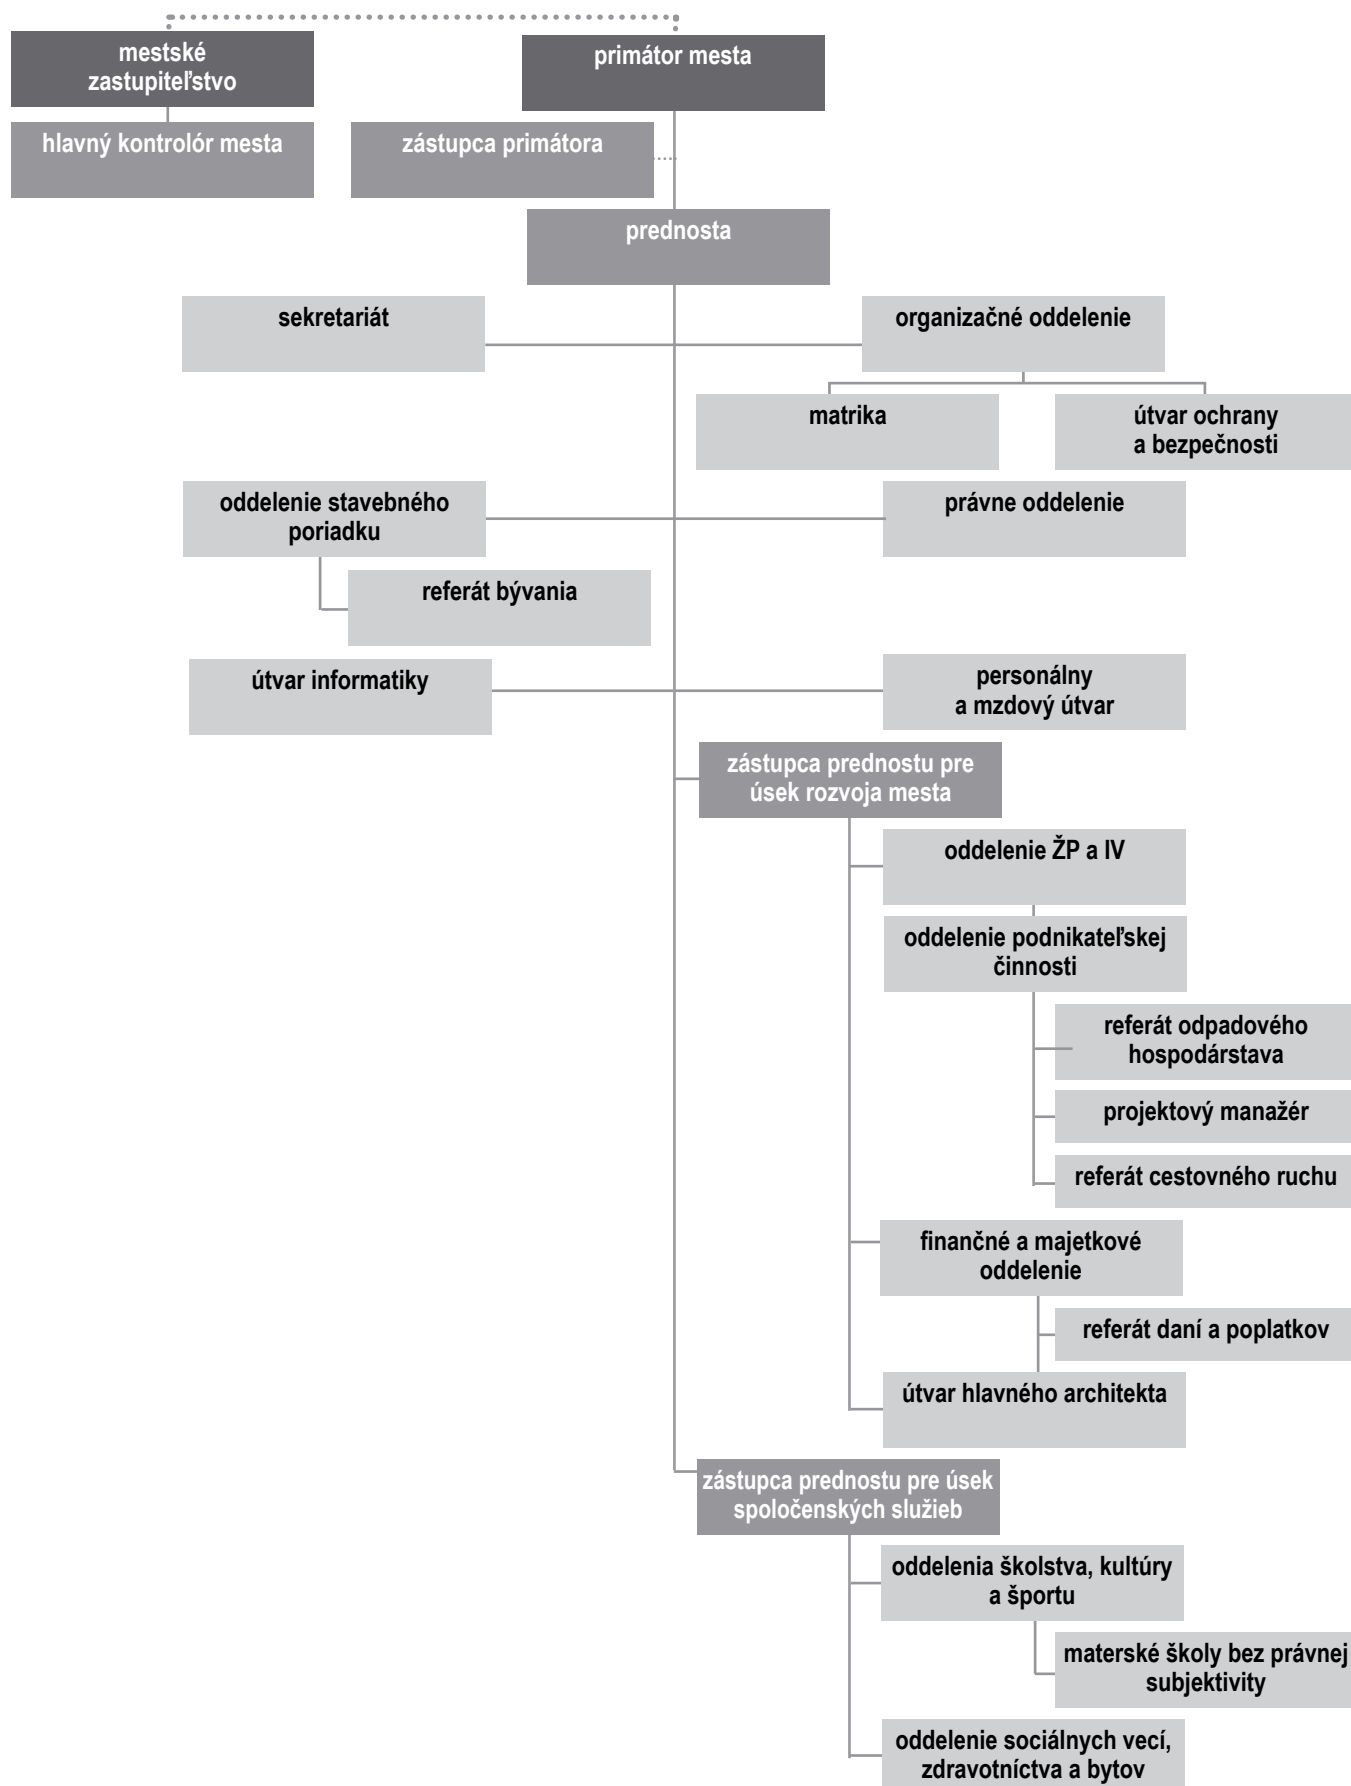 mestské
zastupiteľstvo
primátor mesta
hlavný kontrolór mesta
zástupca primátora
prednosta
sekretariát
organizačné oddelenie
matrika
útvar ochrany
a bezpečnosti
oddelenie stavebného
poriadku
právne oddelenie
referát bývania
útvar informatiky
personálny
a mzdový útvar
zástupca prednostu pre
úsek rozvoja mesta
oddelenie ŽP a IV
oddelenie podnikateľskej
činnosti
referát odpadového
hospodárstava
projektový manažér
referát cestovného ruchu
finančné a majetkové
oddelenie
referát daní a poplatkov
útvar hlavného architekta
zástupca prednostu pre úsek
spoločenských služieb
oddelenia školstva, kultúry
a športu
materské školy bez právnej
subjektivity
oddelenie sociálnych vecí,
zdravotníctva a bytov